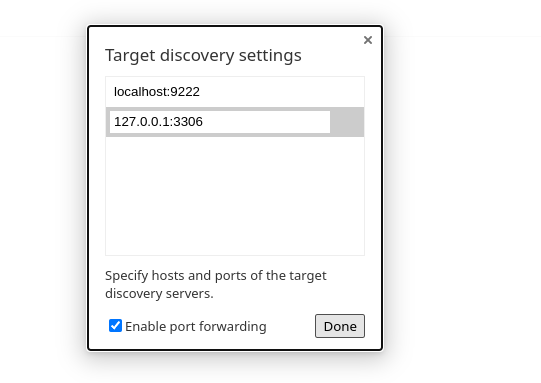 ×
Target discovery settings
localhost:9222
127.0.0.1:3306
Specify hosts and ports of the target
discovery servers.
Enable port forwarding
Done